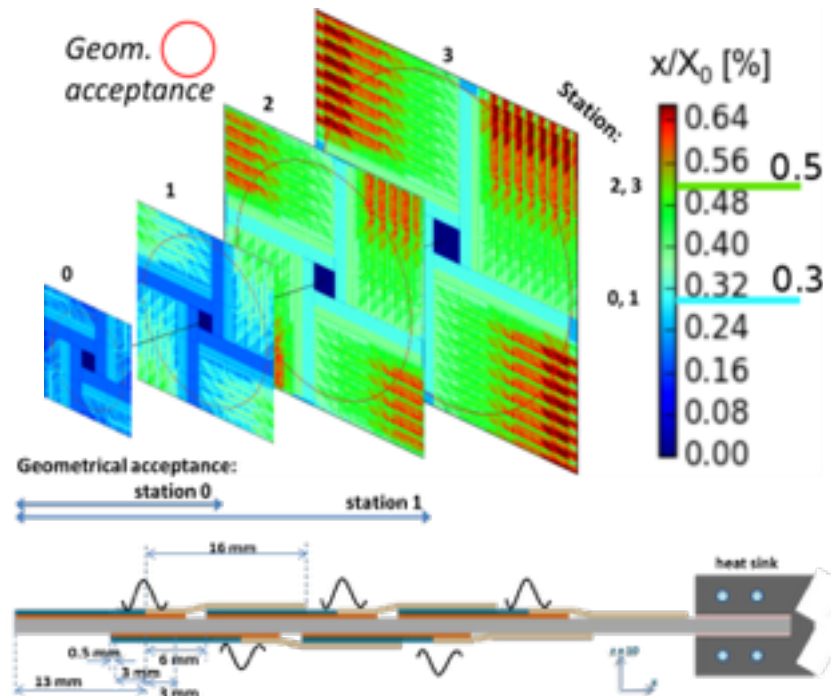 Geom.
acceptance
0
1
2
3
Station:
2, 3
0, 1
x/X₀ [%]
0.64
0.56
0.48
0.40
0.32
0.24
0.16
0.08
0.00
0.5
0.3
Geometrical acceptance:
station 0
station 1
16 mm
heat sink
0.5 mm
6 mm
3 mm
13 mm
3 mm
z×10
x